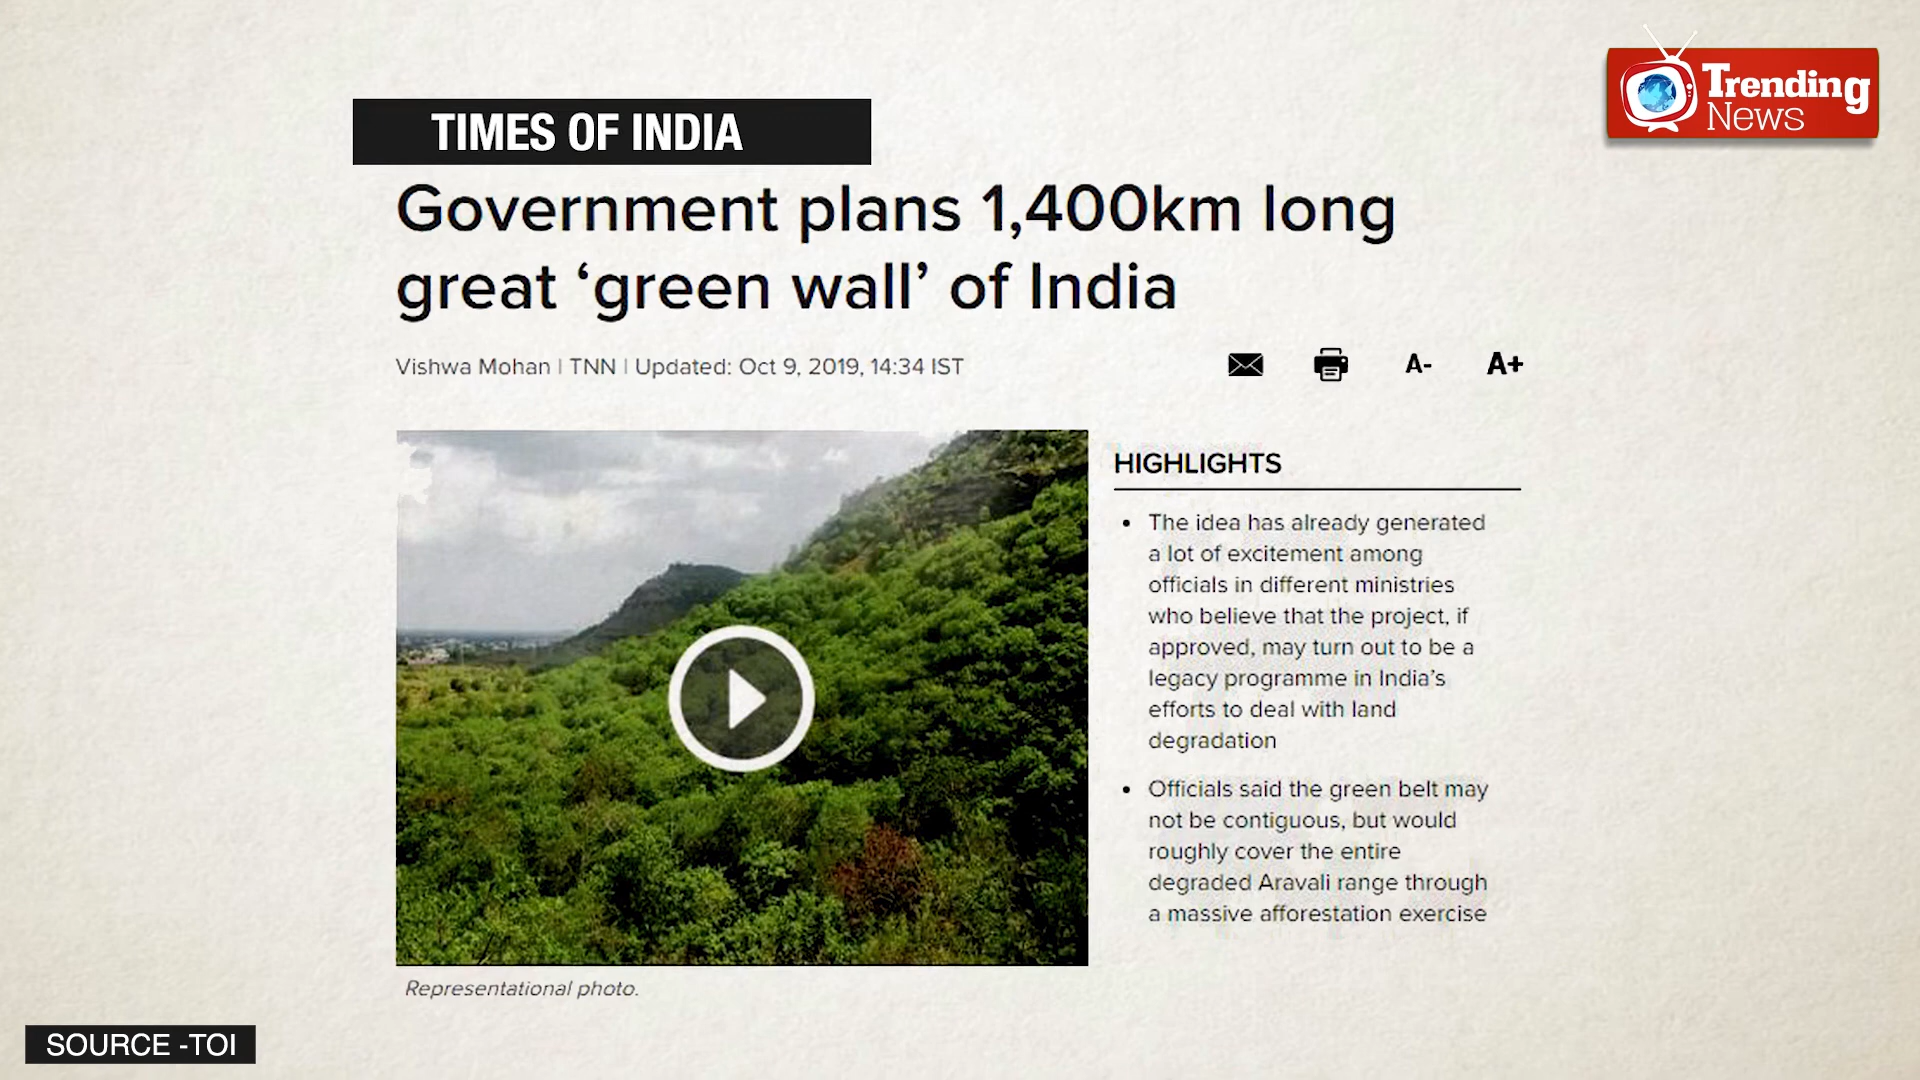 Trending
News
TIMES OF INDIA
Government plans 1,400km long
great ‘green wall’ of India
Vishwa Mohan | TNN | Updated: Oct 9, 2019, 14:34 IST
A- A+
HIGHLIGHTS
• The idea has already generated
a lot of excitement among
officials in different ministries
who believe that the project, if
approved, may turn out to be a
legacy programme in India’s
efforts to deal with land
degradation
• Officials said the green belt may
not be contiguous, but would
roughly cover the entire
degraded Aravali range through
a massive afforestation exercise
Representational photo.
SOURCE -TOI